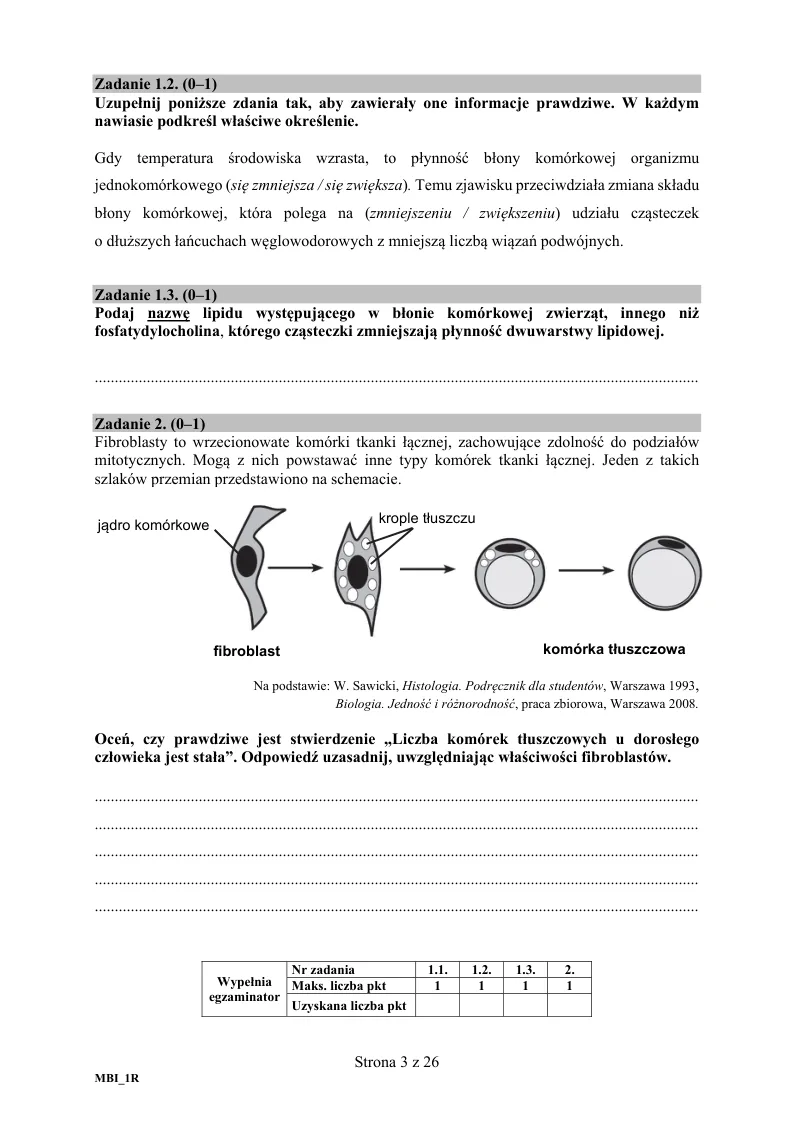 Zadanie 1.2. (0–1)
Uzupełnij poniższe zdania tak, aby zawierały one informacje prawdziwe. W każdym
nawiasie podkreśl właściwe określenie.
Gdy temperatura środowiska wzrasta, to płynność błony komórkowej organizmu
jednokomórkowego (się zmniejsza / się zwiększa). Temu zjawisku przeciwdziała zmiana składu
błony komórkowej, która polega na (zmniejszeniu / zwiększeniu) udziału cząsteczek
o dłuższych łańcuchach węglowodorowych z mniejszą liczbą wiązań podwójnych.
Zadanie 1.3. (0–1)
Podaj nazwę lipidu występującego w błonie komórkowej zwierząt, innego niż
fosfatydylocholina, którego cząsteczki zmniejszają płynność dwuwarstwy lipidowej.
Zadanie 2. (0–1)
Fibroblasty to wrzecionowate komórki tkanki łącznej, zachowujące zdolność do podziałów
mitotycznych. Mogą z nich powstawać inne typy komórek tkanki łącznej. Jeden z takich
szlaków przemian przedstawiono na schemacie.
jądro komórkowe
krople tłuszczu
fibroblast
komórka tłuszczowa
Na podstawie: W. Sawicki, Histologia. Podręcznik dla studentów, Warszawa 1993,
Biologia. Jedność i różnorodność, praca zbiorowa, Warszawa 2008.
Oceń, czy prawdziwe jest stwierdzenie „Liczba komórek tłuszczowych u dorosłego
człowieka jest stała”. Odpowiedź uzasadnij, uwzględniając właściwości fibroblastów.
Wypełnia
egzaminator
Nr zadania 1.1. 1.2. 1.3. 2.
Maks. liczba pkt 1 1 1 1
Uzyskana liczba pkt
Strona 3 z 26
MBI_1R